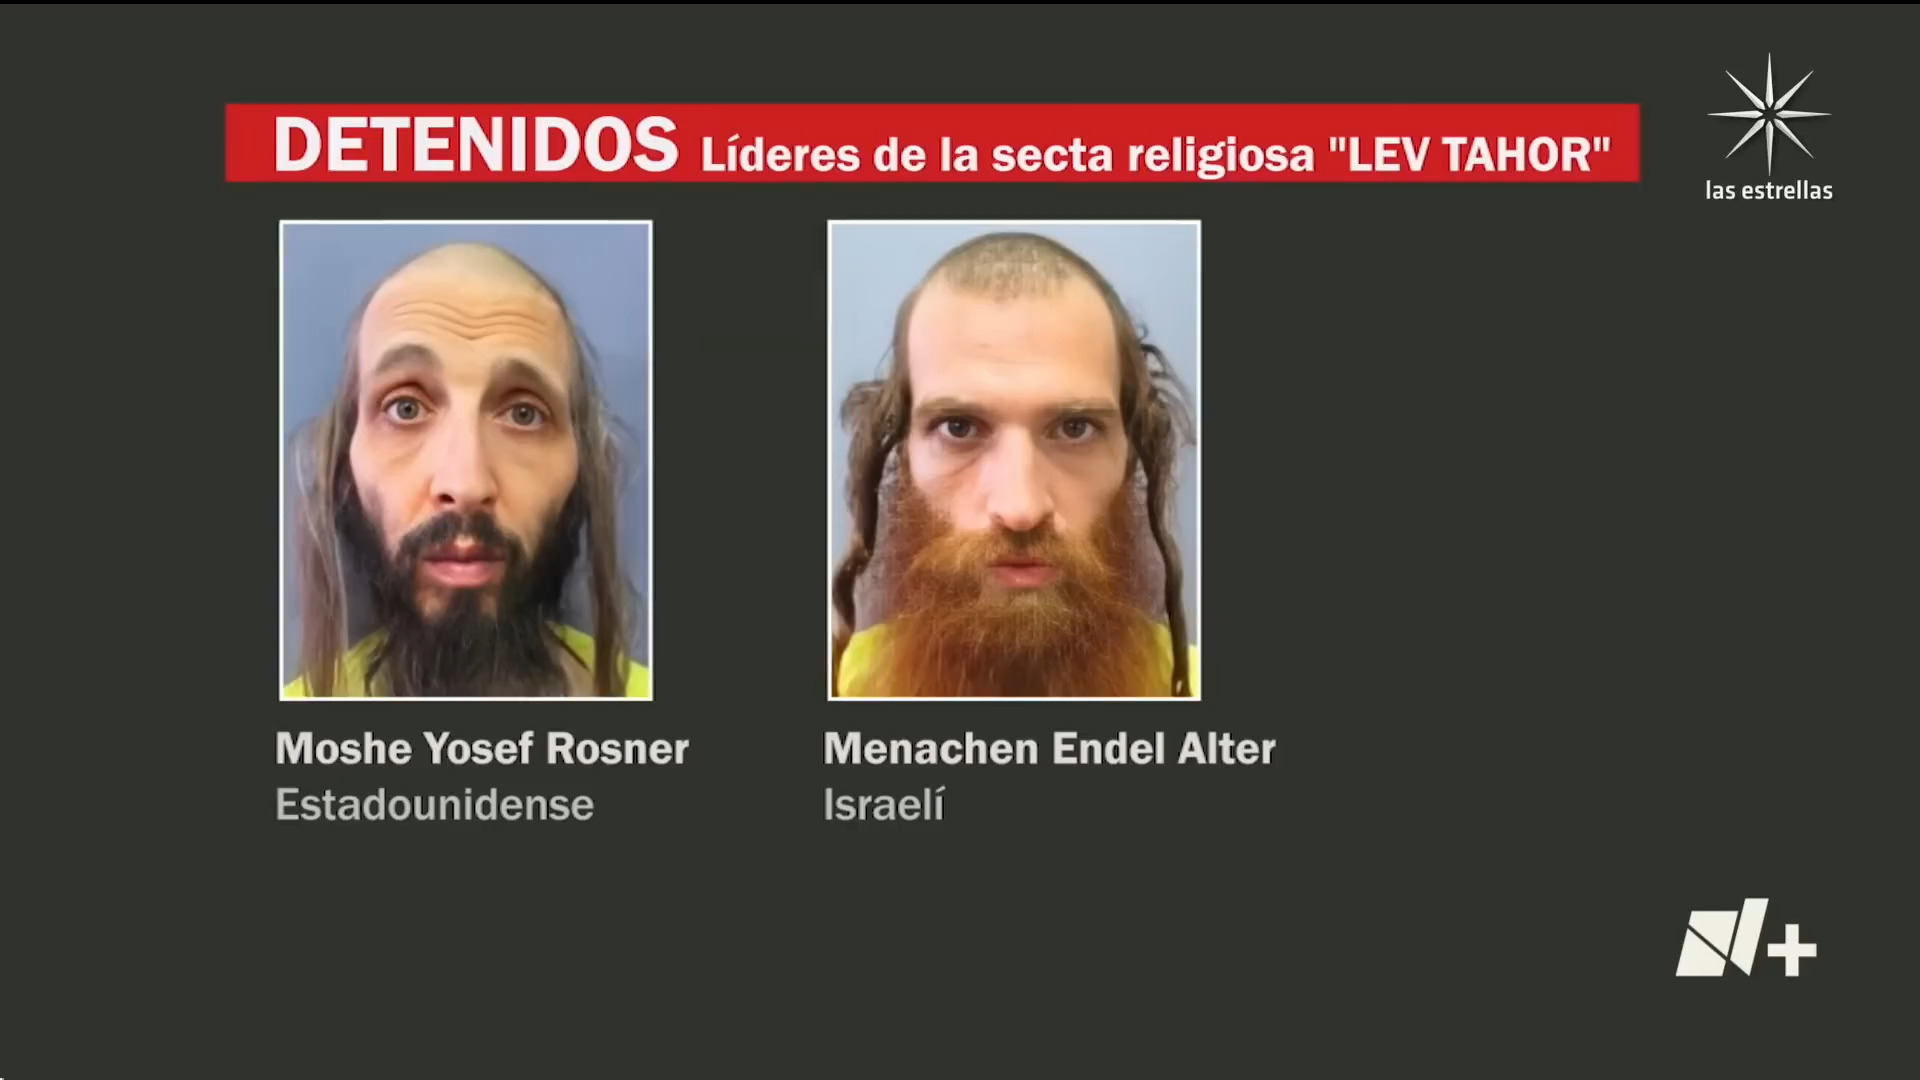 DETENIDOS Líderes de la secta religiosa "LEV TAHOR"
las estrellas
Moshe Yosef Rosner
Estadounidense
Menachen Endel Alter
Israelí
N+